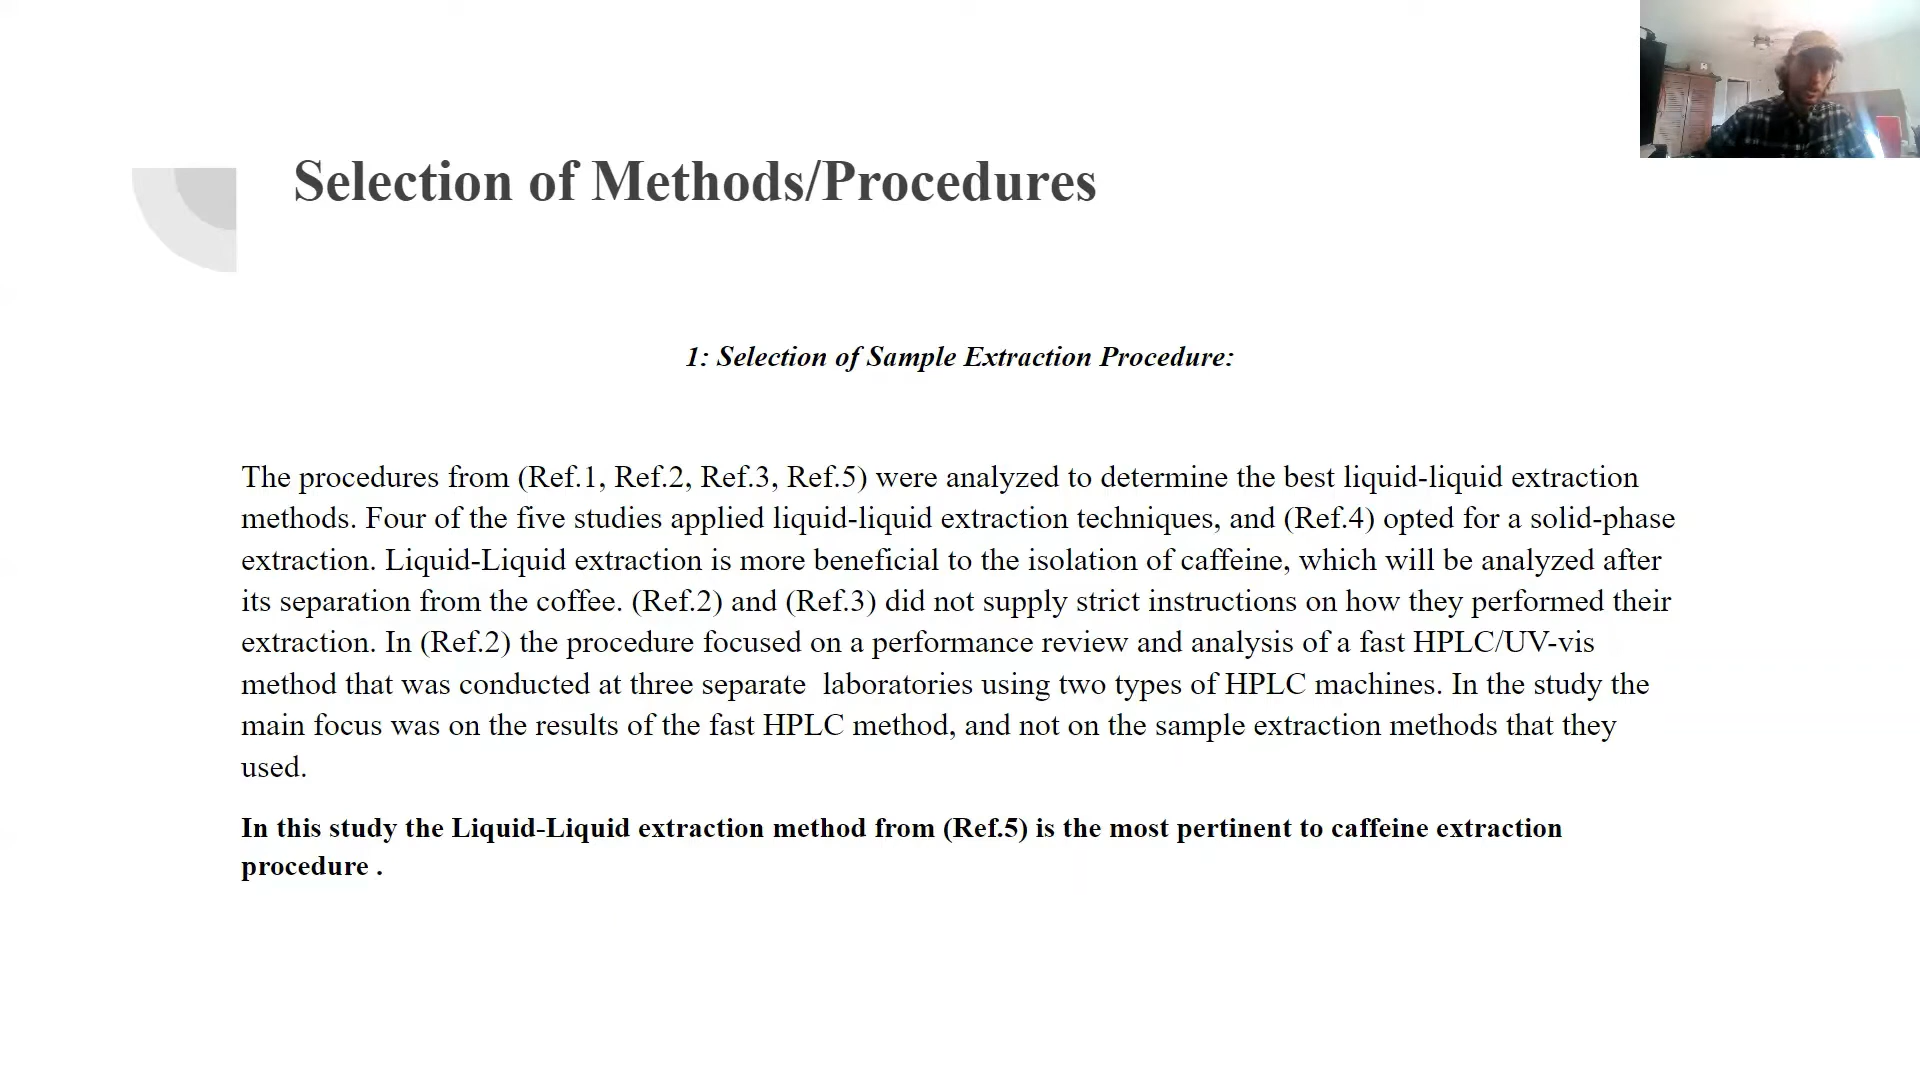 Selection of Methods/Procedures
1: Selection of Sample Extraction Procedure:
The procedures from (Ref.1, Ref.2, Ref.3, Ref.5) were analyzed to determine the best liquid-liquid extraction
methods. Four of the five studies applied liquid-liquid extraction techniques, and (Ref.4) opted for a solid-phase
extraction. Liquid-Liquid extraction is more beneficial to the isolation of caffeine, which will be analyzed after
its separation from the coffee. (Ref.2) and (Ref.3) did not supply strict instructions on how they performed their
extraction. In (Ref.2) the procedure focused on a performance review and analysis of a fast HPLC/UV-vis
method that was conducted at three separate  laboratories using two types of HPLC machines. In the study the
main focus was on the results of the fast HPLC method, and not on the sample extraction methods that they
used.
In this study the Liquid-Liquid extraction method from (Ref.5) is the most pertinent to caffeine extraction
procedure .